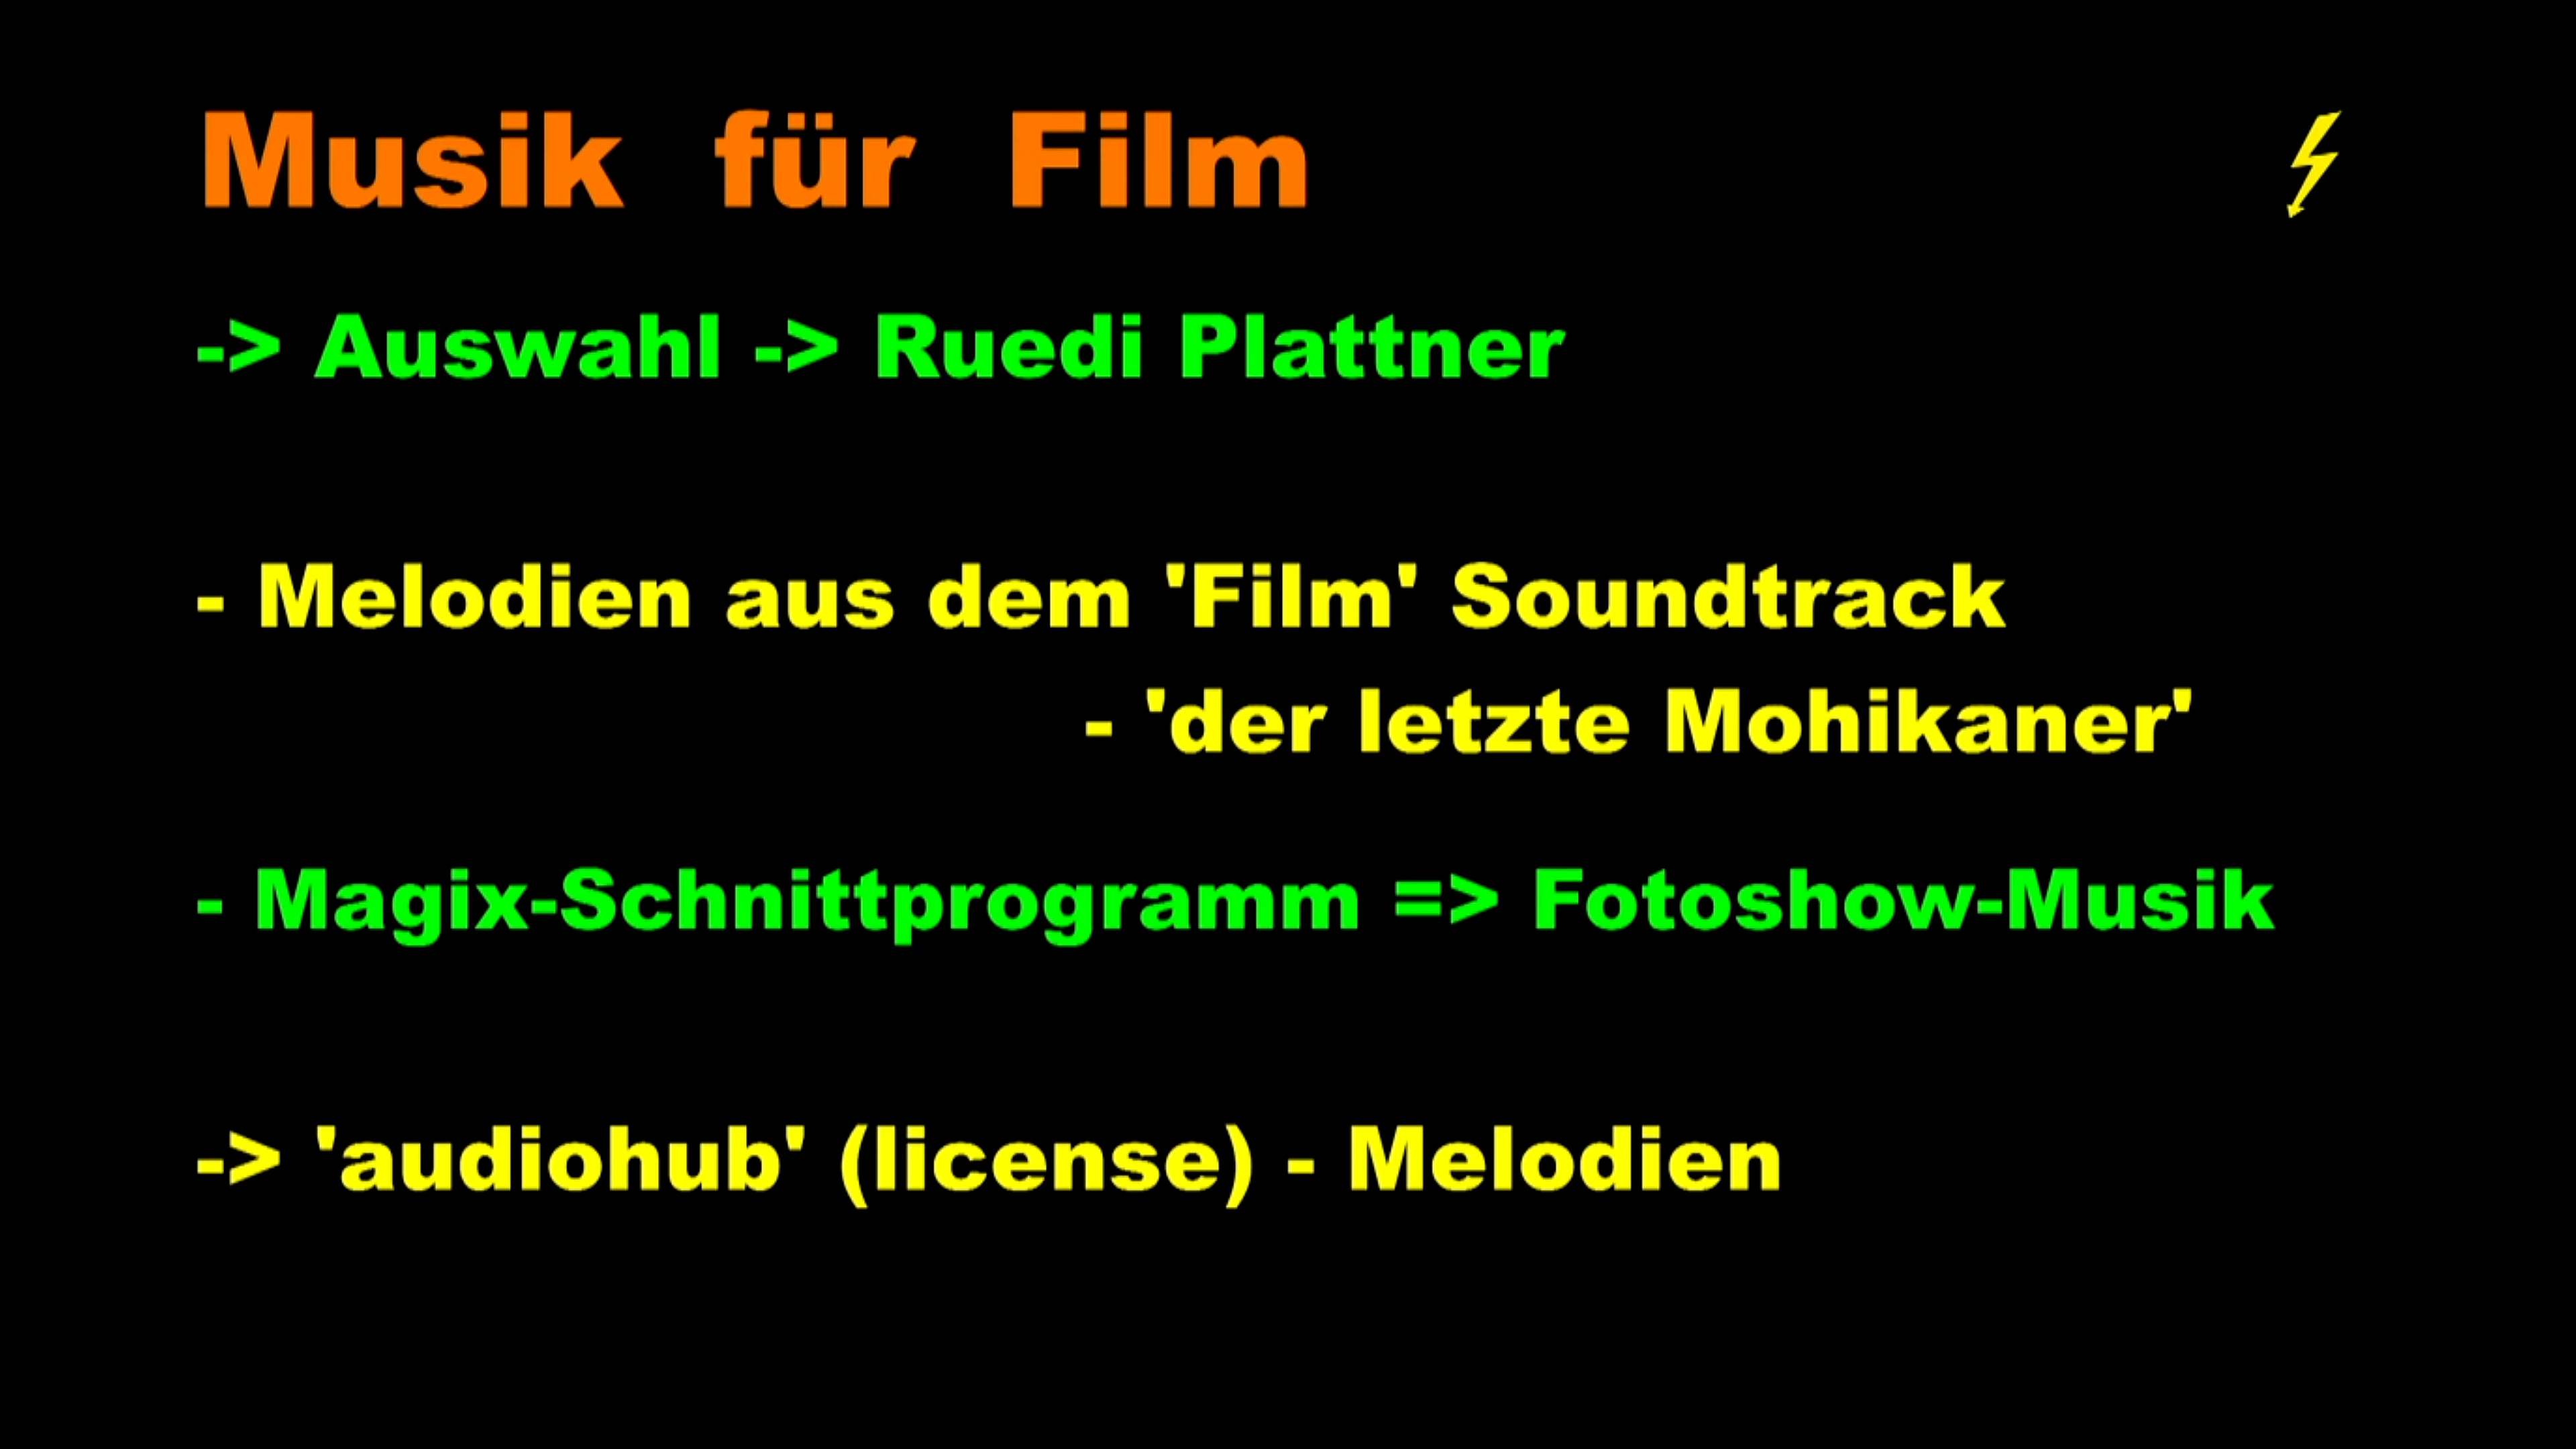 Musik für Film
-> Auswahl -> Ruedi Plattner
- Melodien aus dem 'Film' Soundtrack
- 'der letzte Mohikaner'
- Magix-Schnittprogramm => Fotoshow-Musik
-> 'audiohub' (license) - Melodien